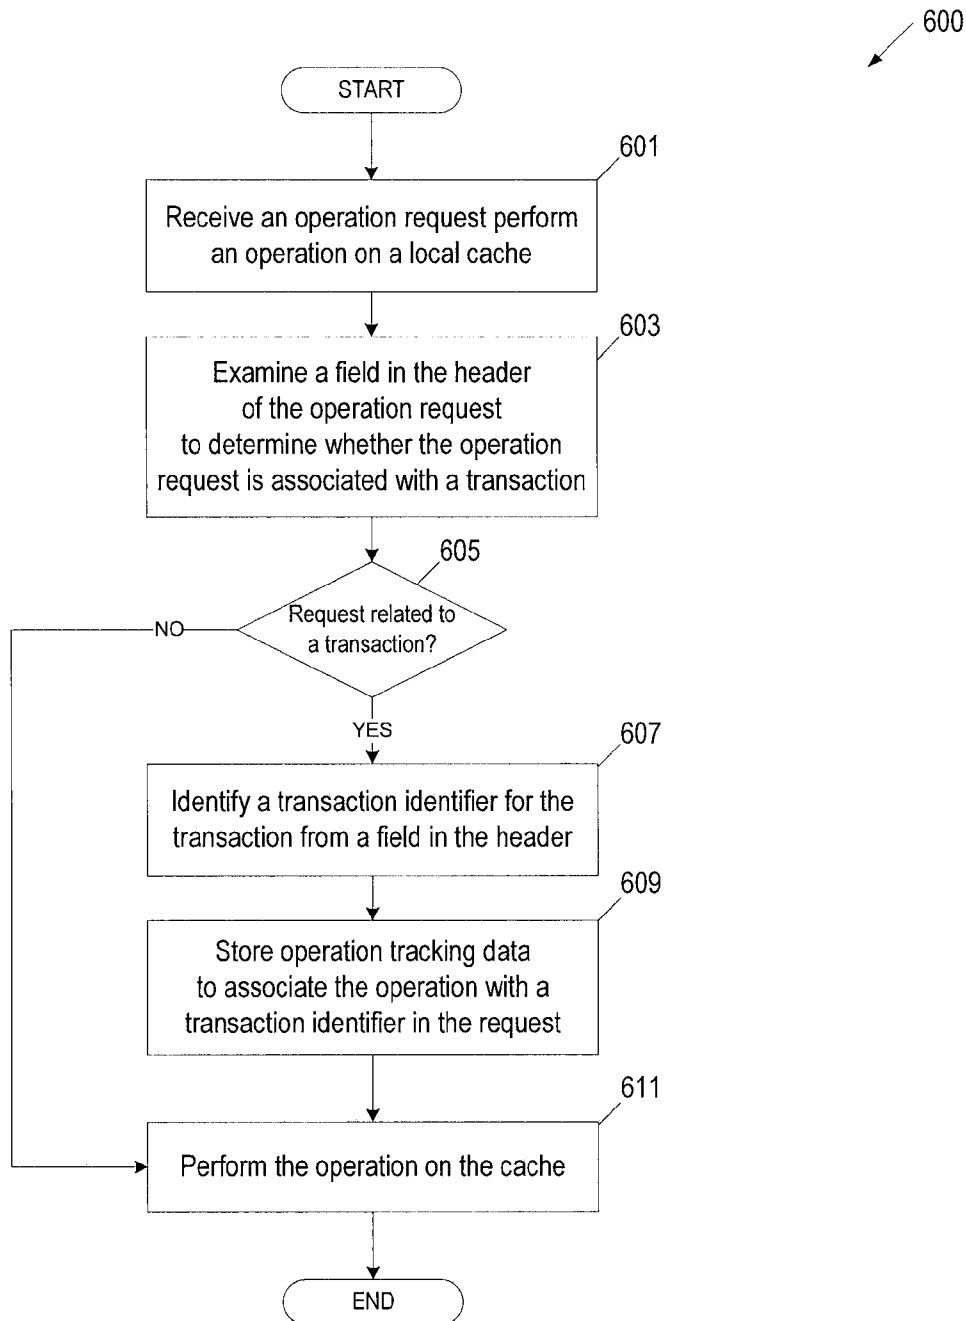 600
START
601
Receive an operation request perform
an operation on a local cache
603
Examine a field in the header
of the operation request
to determine whether the operation
request is associated with a transaction
605
Request related to
a transaction?
NO
YES
607
Identify a transaction identifier for the
transaction from a field in the header
609
Store operation tracking data
to associate the operation with a
transaction identifier in the request
611
Perform the operation on the cache
END